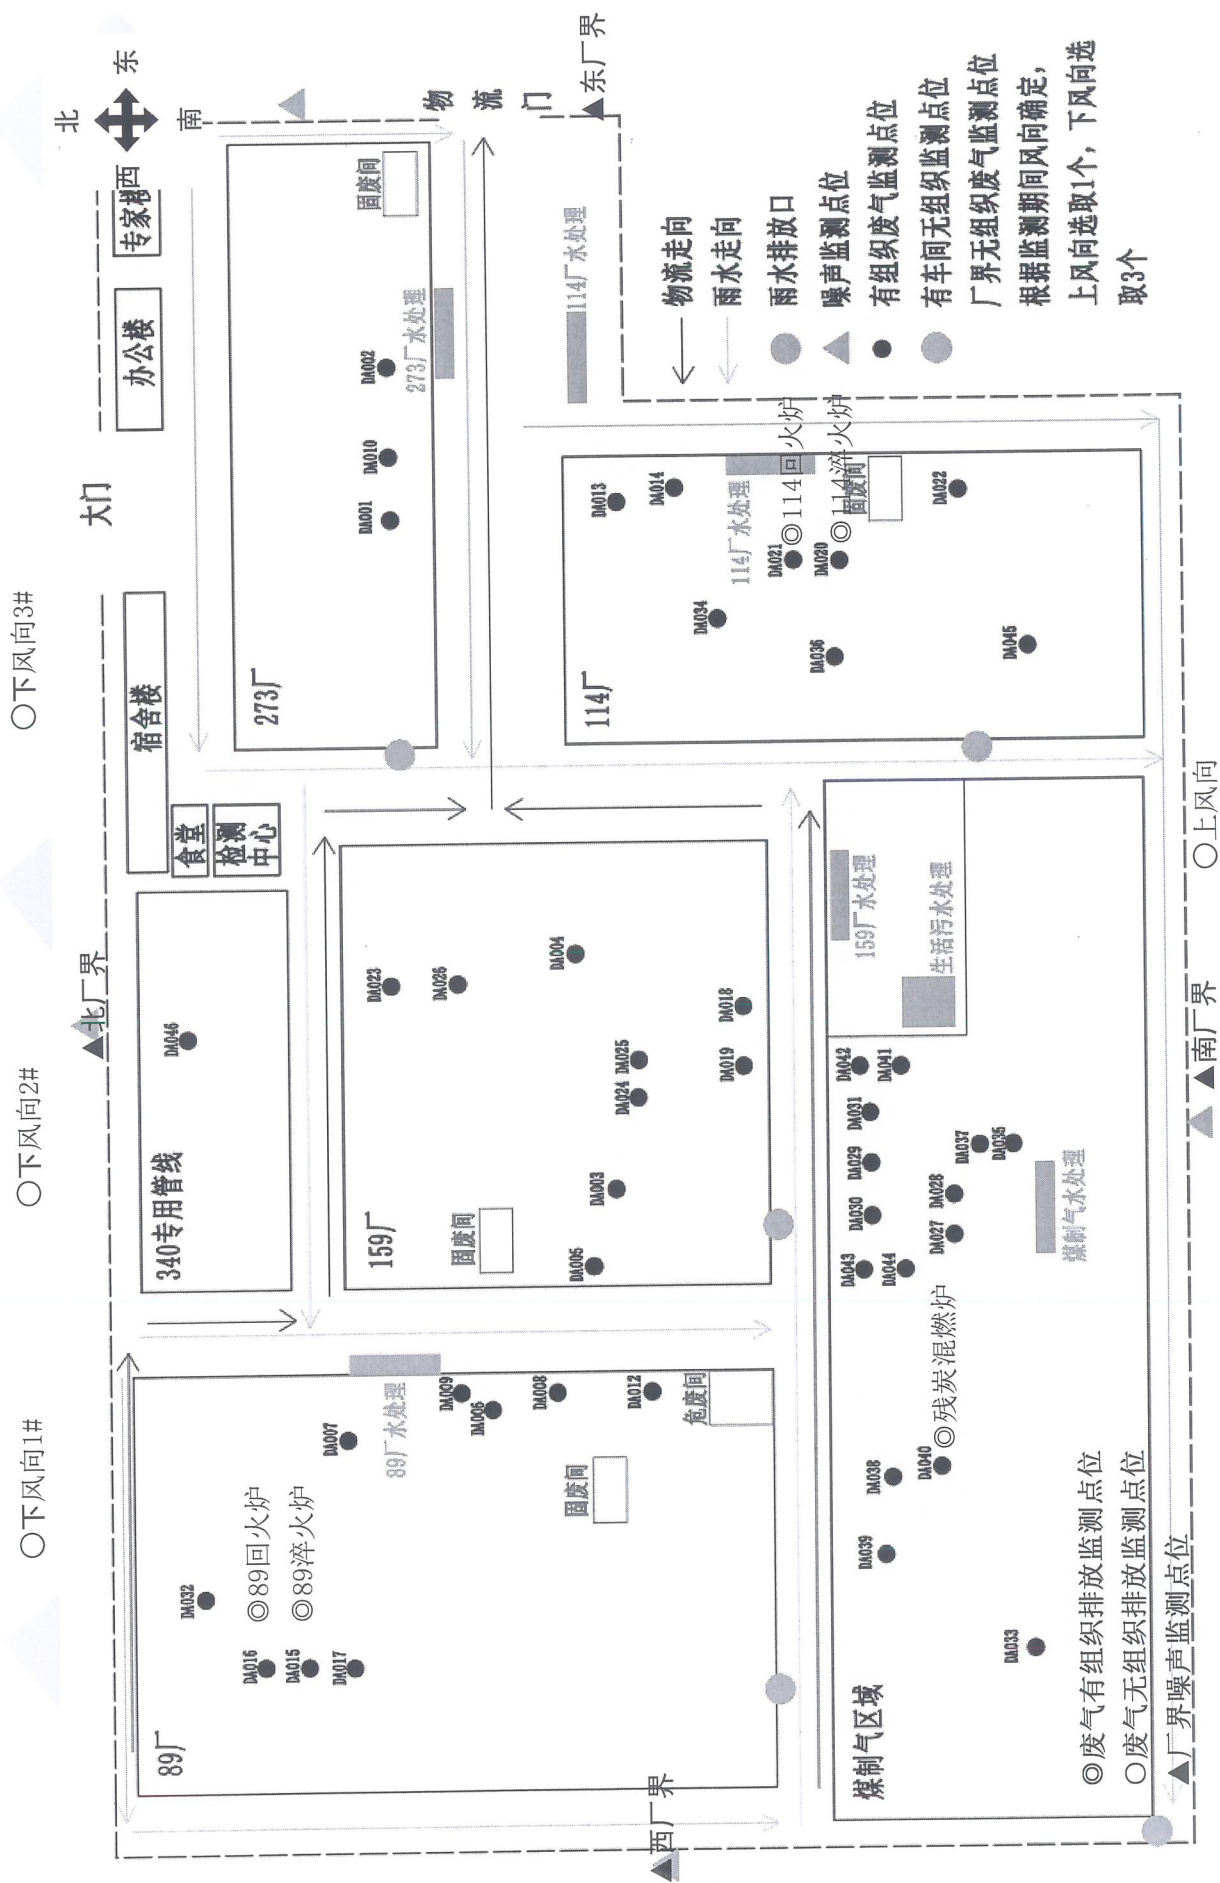 ○下风向1#
○下风向2#
○下风向3#
北
东
南
西
▲北厂界
大门
专家楼
办公楼
宿舍楼
食堂
检测
中心
340专用管线
DA046
物流门
▲东厂界
273厂
DA001
DA010
DA002
273厂水处理
固废间
114厂水处理
89厂
DA032
DA016
DA015
DA017
◎89回火炉
◎89淬火炉
DA007
89厂水处理
DA009
DA006
DA008
DA012
固废间
危废间
159厂
固废间
DA023
DA026
DA004
DA005
DA003
DA024
DA025
DA019
DA018
114厂
DA013
DA014
DA034
114厂水处理
DA021
◎114回火炉
DA020
◎114淬火炉
固废间
DA036
DA022
DA045
煤制气区域
DA039
DA038
DA040
◎残炭混燃炉
DA033
DA043
DA044
DA030
DA029
DA031
DA042
DA041
DA027
DA028
DA037
DA035
煤制气水处理
159厂水处理
生活污水处理
▲西厂界
▲南厂界
○上风向
物流走向
雨水走向
雨水排放口
噪声监测点位
有组织废气监测点位
有车间无组织监测点位
厂界无组织废气监测点位
根据监测期间风向确定，
上风向选取1个，下风向选
取3个
◎废气有组织排放监测点位
○废气无组织排放监测点位
▲厂界噪声监测点位